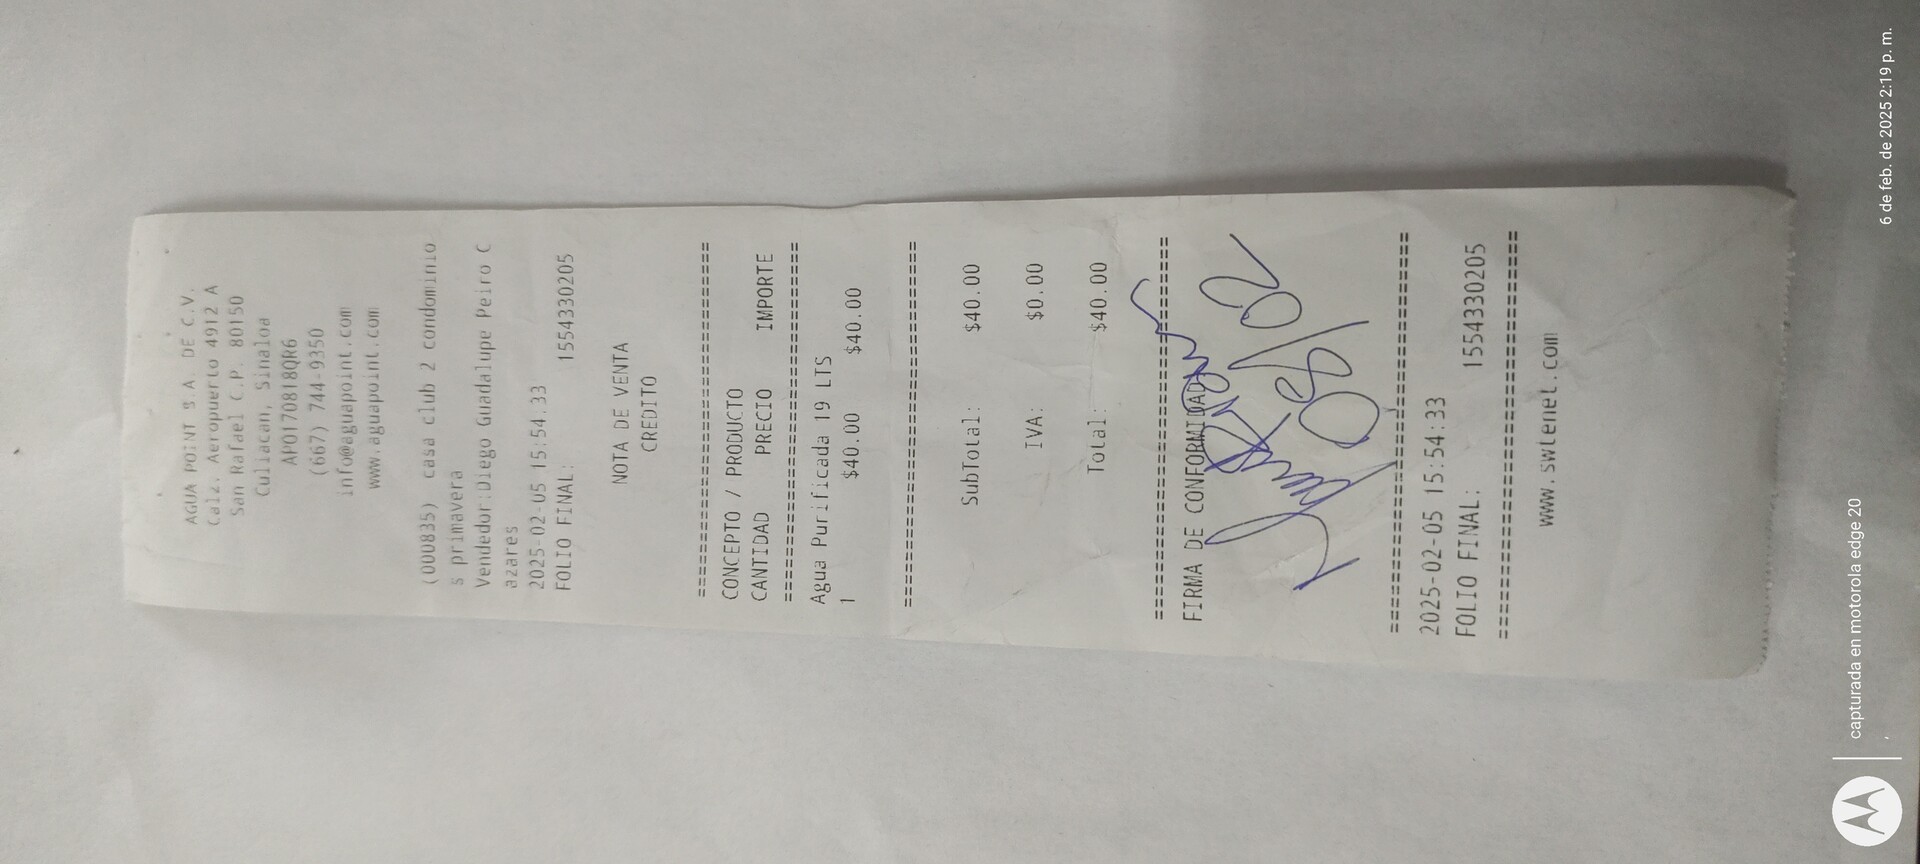 AGUA POINT S.A. DE C.V.
Calz. Aeropuerto 4912 A
San Rafael C.P. 80150
Culiacan, Sinaloa
APO170818QR6
(667) 744-9350
info@aguapoint.com
www.aguapoint.com
(000835) casa club 2 condominio
s primavera
Vendedor:Diego Guadalupe Peiro C
azares
2025-02-05 15:54:33
FOLIO FINAL: 1554330205
NOTA DE VENTA
CREDITO
================================
CONCEPTO / PRODUCTO
CANTIDAD PRECIO IMPORTE
================================
Agua Purificada 19 LTS
1 $40.00 $40.00
================================
SubTotal: $40.00
IVA: $0.00
Total: $40.00
================================
FIRMA DE CONFORMIDAD
05/02
================================
2025-02-05 15:54:33
FOLIO FINAL: 1554330205
================================
www.swtenet.com
capturada en motorola edge 20
6 de feb. de 2025 2:19 p. m.